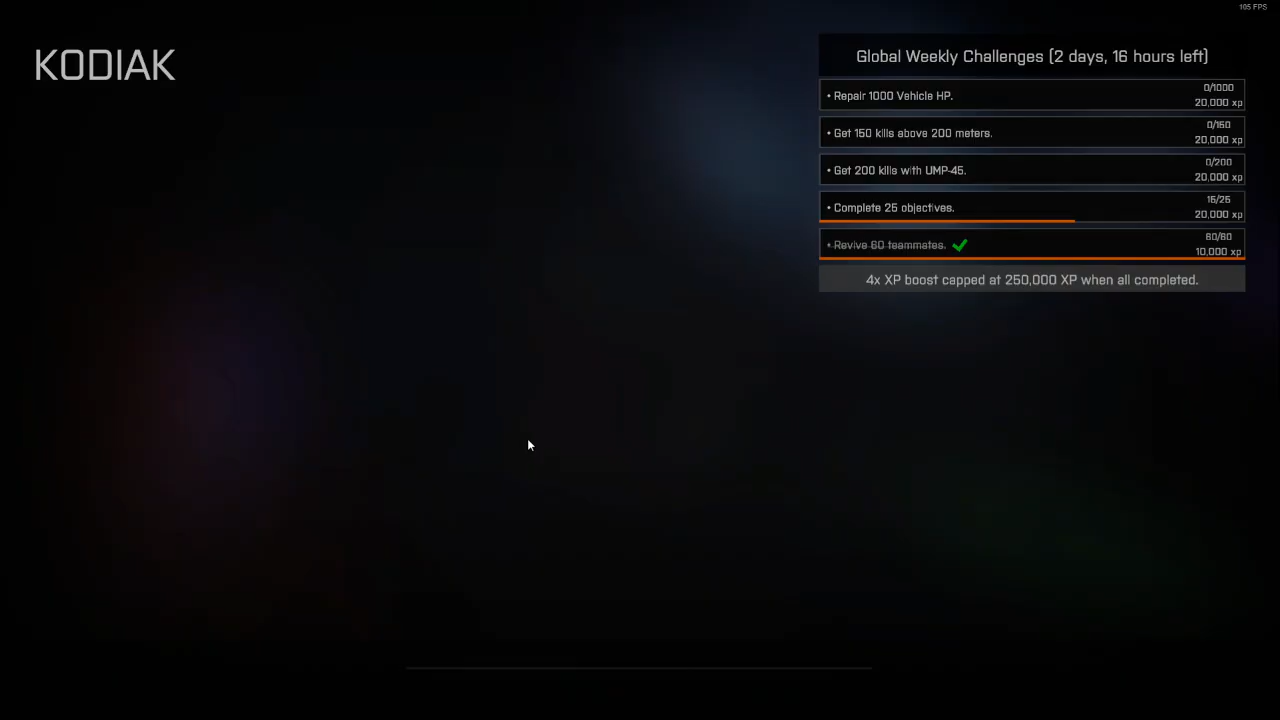 105 FPS
KODIAK
Global Weekly Challenges (2 days, 16 hours left)
• Repair 1000 Vehicle HP.
0/1000
20,000 xp
• Get 150 kills above 200 meters.
0/150
20,000 xp
• Get 200 kills with UMP-45.
0/200
20,000 xp
• Complete 25 objectives.
15/25
20,000 xp
• Revive 60 teammates.
60/60
10,000 xp
4x XP boost capped at 250,000 XP when all completed.